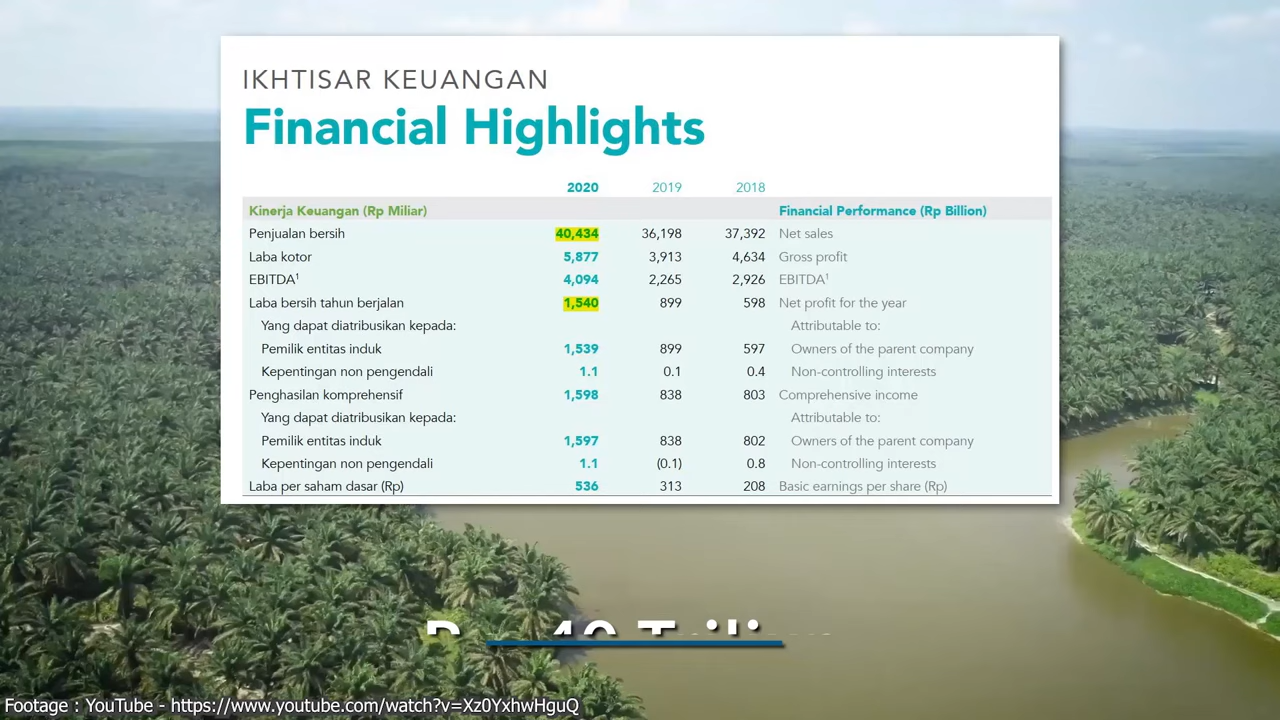 IKHTISAR KEUANGAN
Financial Highlights
2020 2019 2018
Kinerja Keuangan (Rp Miliar) Financial Performance (Rp Billion)
Penjualan bersih 40,434 36,198 37,392 Net sales
Laba kotor 5,877 3,913 4,634 Gross profit
EBITDA¹ 4,094 2,265 2,926 EBITDA¹
Laba bersih tahun berjalan 1,540 899 598 Net profit for the year
Yang dapat diatribusikan kepada: Attributable to:
Pemilik entitas induk 1,539 899 597 Owners of the parent company
Kepentingan non pengendali 1.1 0.1 0.4 Non-controlling interests
Penghasilan komprehensif 1,598 838 803 Comprehensive income
Yang dapat diatribusikan kepada: Attributable to:
Pemilik entitas induk 1,597 838 802 Owners of the parent company
Kepentingan non pengendali 1.1 (0.1) 0.8 Non-controlling interests
Laba per saham dasar (Rp) 536 313 208 Basic earnings per share (Rp)
Footage : YouTube - https://www.youtube.com/watch?v=Xz0YxhwHguQ